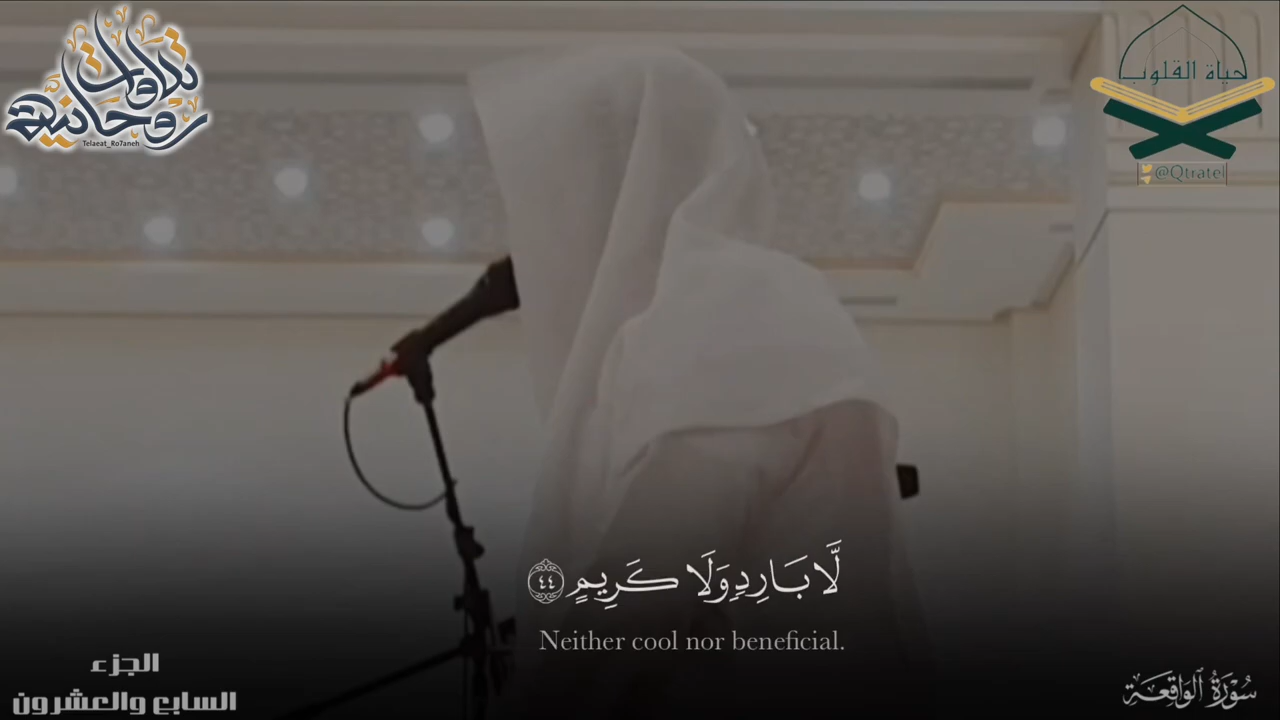 تلاوات
روحانية
Telaeat_Ro7aneh
حياة القلوب
@Qtratel
لَّا بَارِدٍ وَلَا كَرِيمٍ ٤٤
Neither cool nor beneficial.
الجزء
السابع والعشرون
سُورَةُ الوَاقِعَة